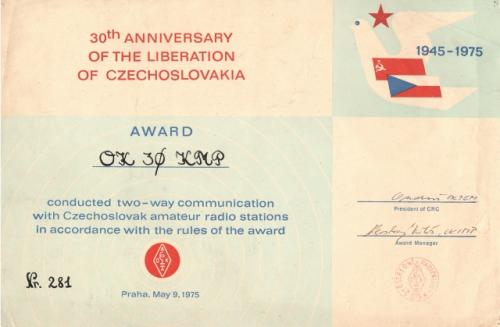 30th ANNIVERSARY
OF THE LIBERATION
OF CZECHOSLOVAKIA
1945-1975
AWARD
OK 3Ø KMP
conducted two-way communication
with Czechoslovak amateur radio stations
in accordance with the rules of the award
President of CRC
Award Manager
Nr. 281
Praha, May 9, 1975